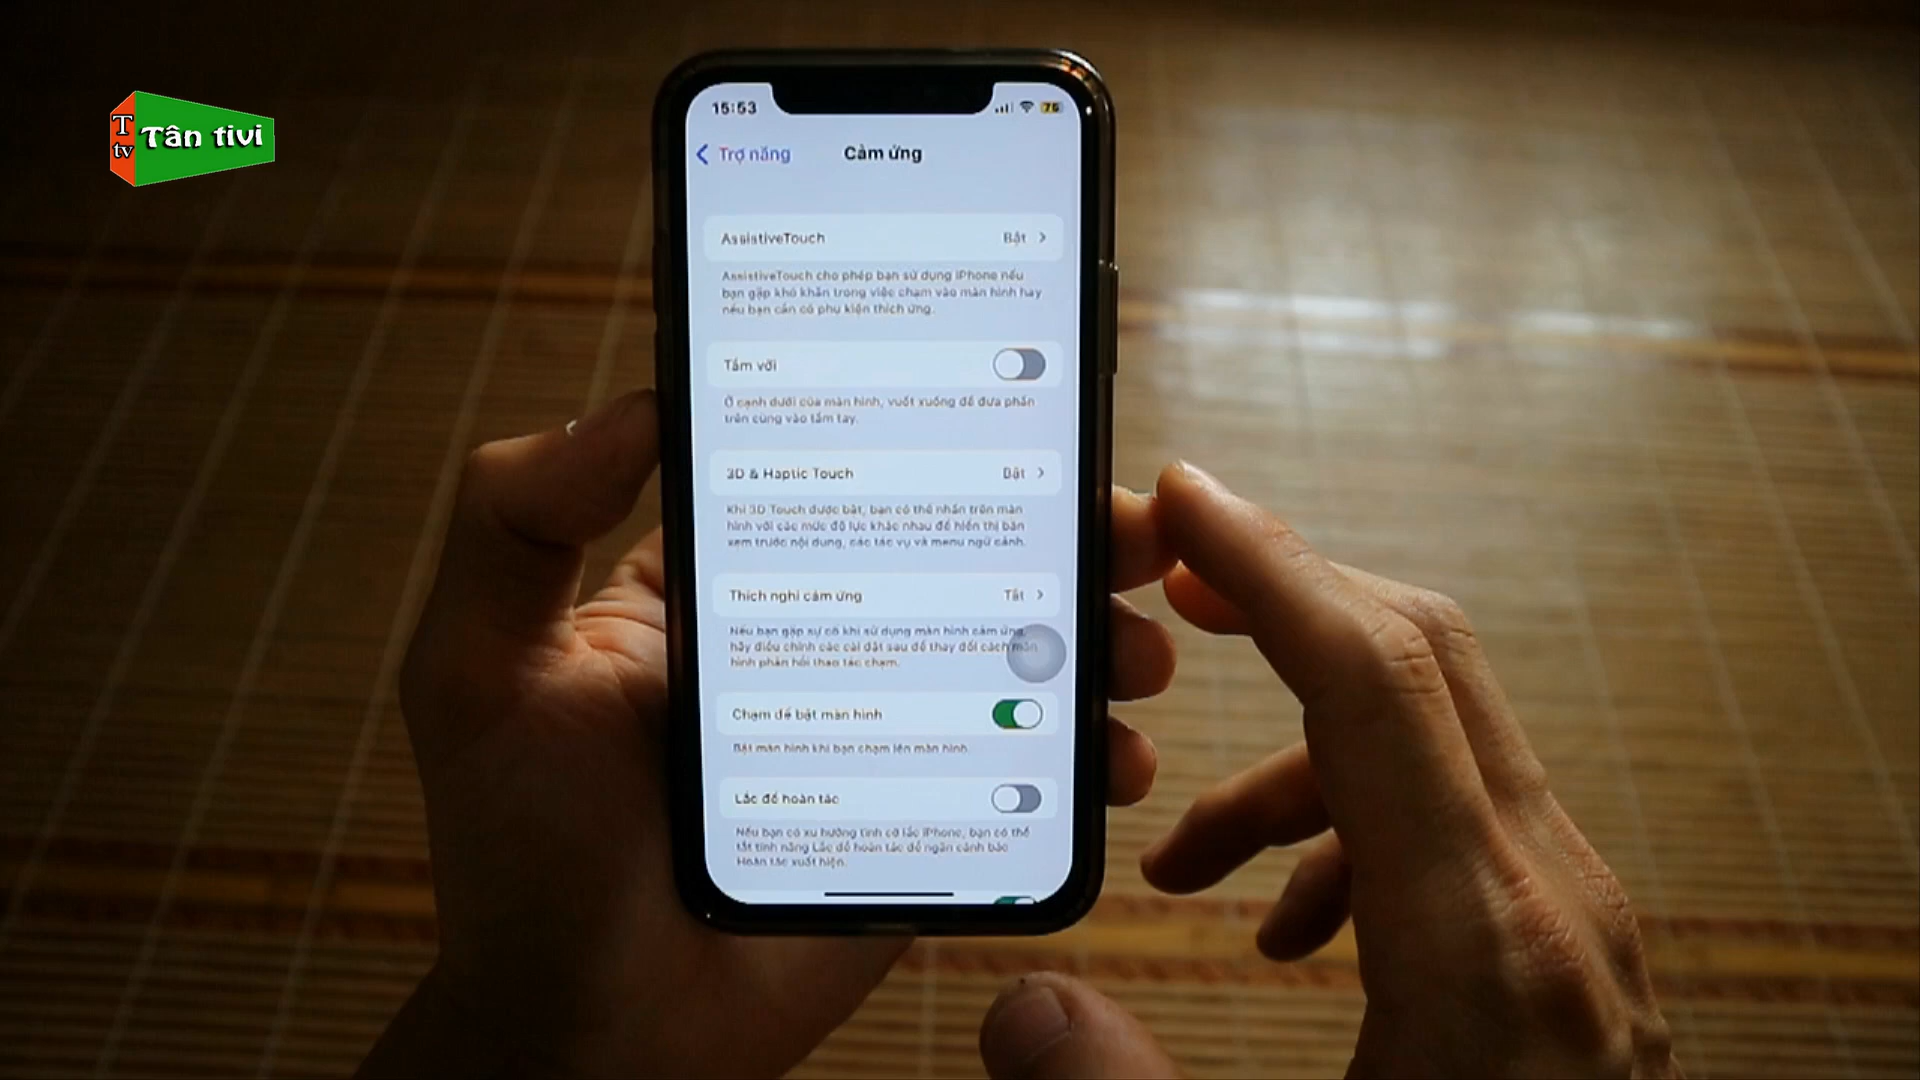 T
tv
Tân tivi
15:53
76
Trợ năng
Cảm ứng
AssistiveTouch
Bật
AssistiveTouch cho phép bạn sử dụng iPhone nếu
bạn gặp khó khăn trong việc chạm vào màn hình hay
nếu bạn cần có phụ kiện thích ứng.
Tầm với
Ở cạnh dưới của màn hình, vuốt xuống để đưa phần
trên cùng vào tầm tay.
3D & Haptic Touch
Bật
Khi 3D Touch được bật, bạn có thể nhấn trên màn
hình với các mức độ lực khác nhau để hiển thị bản
xem trước nội dung, các tác vụ và menu ngữ cảnh.
Thích nghi cảm ứng
Tắt
Nếu bạn gặp sự cố khi sử dụng màn hình cảm ứng,
hãy điều chỉnh các cài đặt sau để thay đổi cách màn
hình phản hồi thao tác chạm.
Chạm để bật màn hình
Bật màn hình khi bạn chạm lên màn hình.
Lắc để hoàn tác
Nếu bạn có xu hướng tình cờ lắc iPhone, bạn có thể
tắt tính năng Lắc để hoàn tác để ngăn cảnh báo
Hoàn tác xuất hiện.